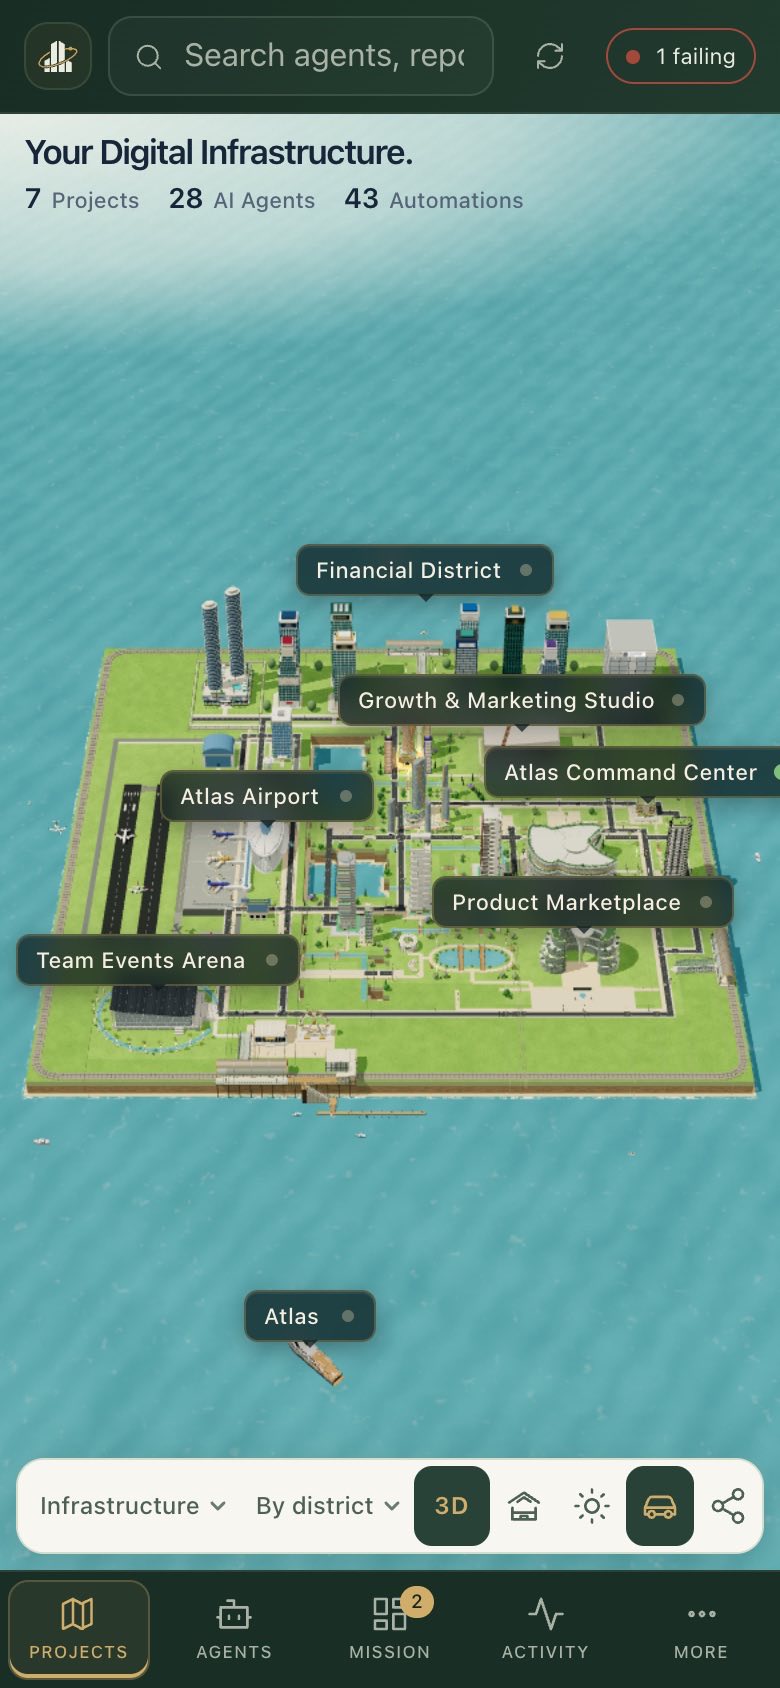 Search agents, repo
1 failing
Your Digital Infrastructure.
7 Projects 28 AI Agents 43 Automations
Financial District
Growth & Marketing Studio
Atlas Command Center
Atlas Airport
Product Marketplace
Team Events Arena
Atlas
Infrastructure By district 3D
2
PROJECTS AGENTS MISSION ACTIVITY MORE